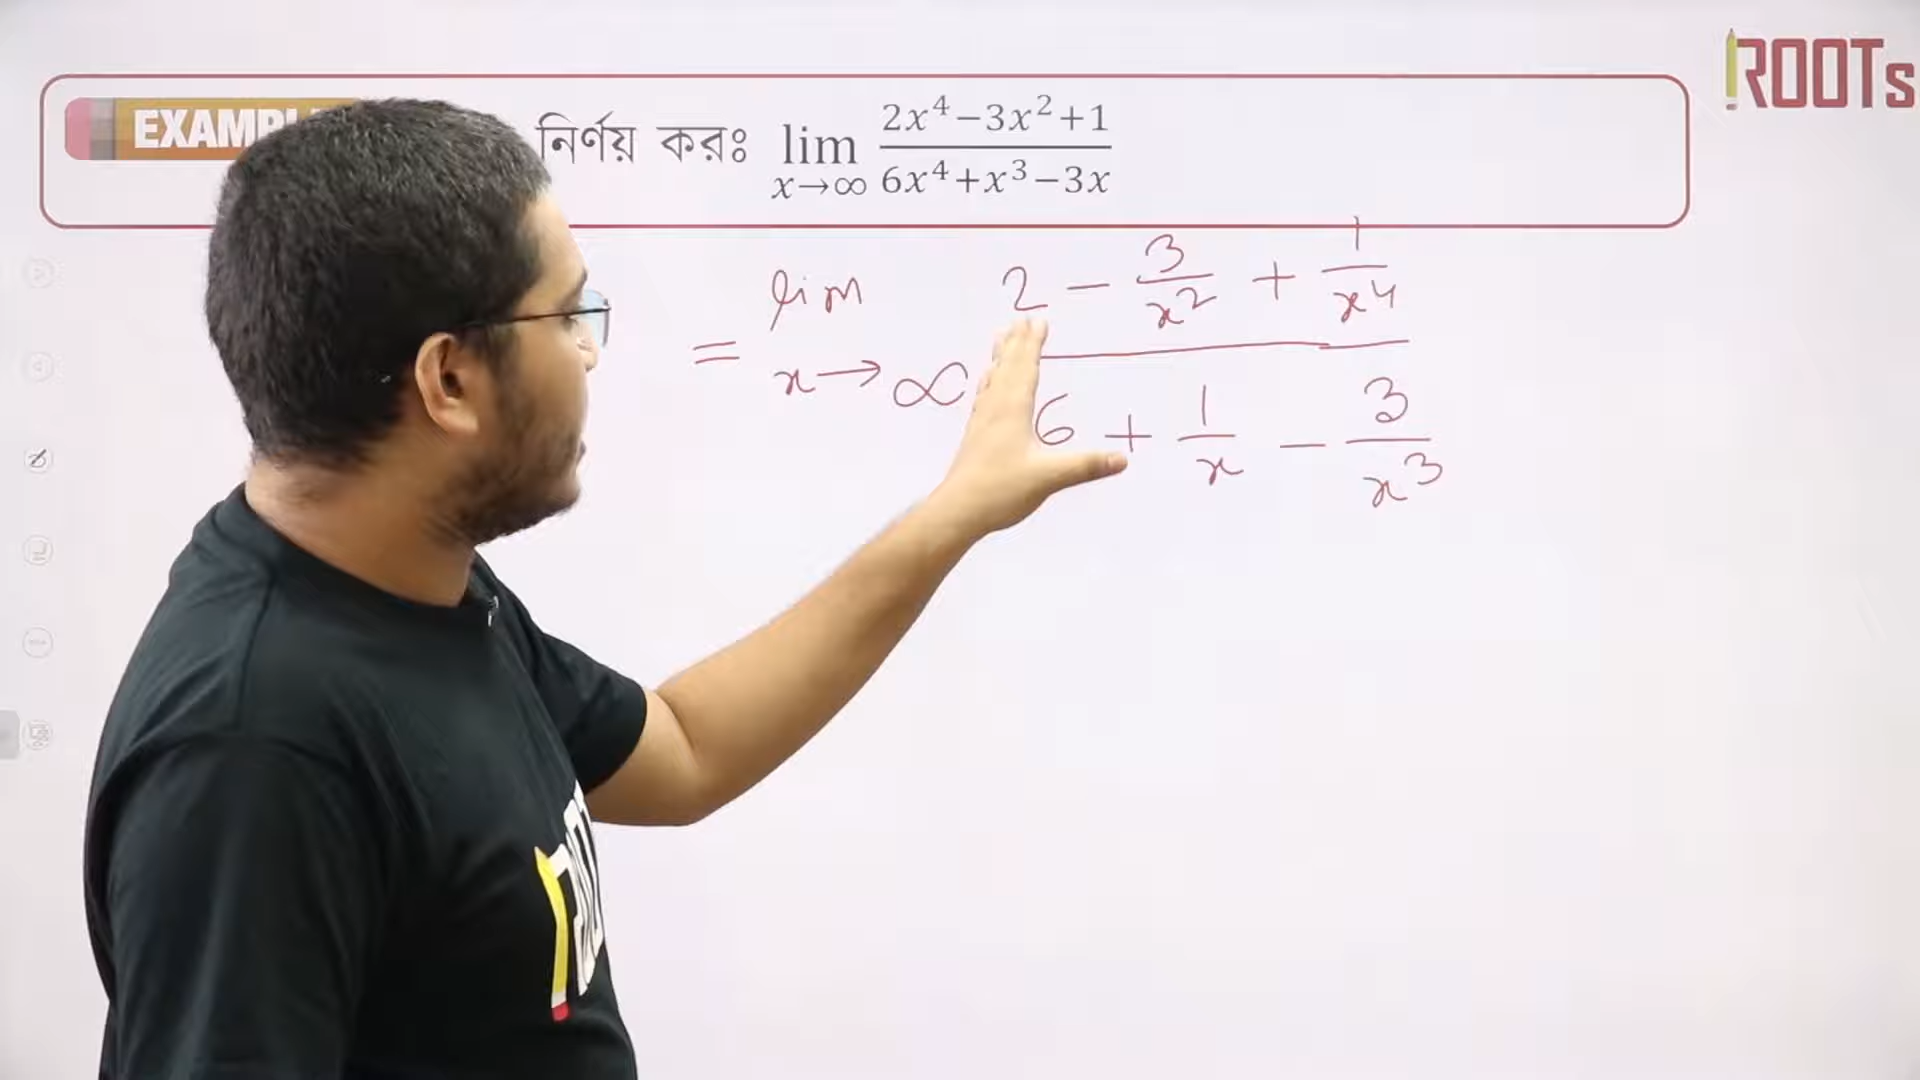 ROOTs
নির্ণয় করঃ lim x→∞ (2x⁴−3x²+1)/(6x⁴+x³−3x)
= lim x→∞ (2 − 3/x² + 1/x⁴)/(6 + 1/x − 3/x³)